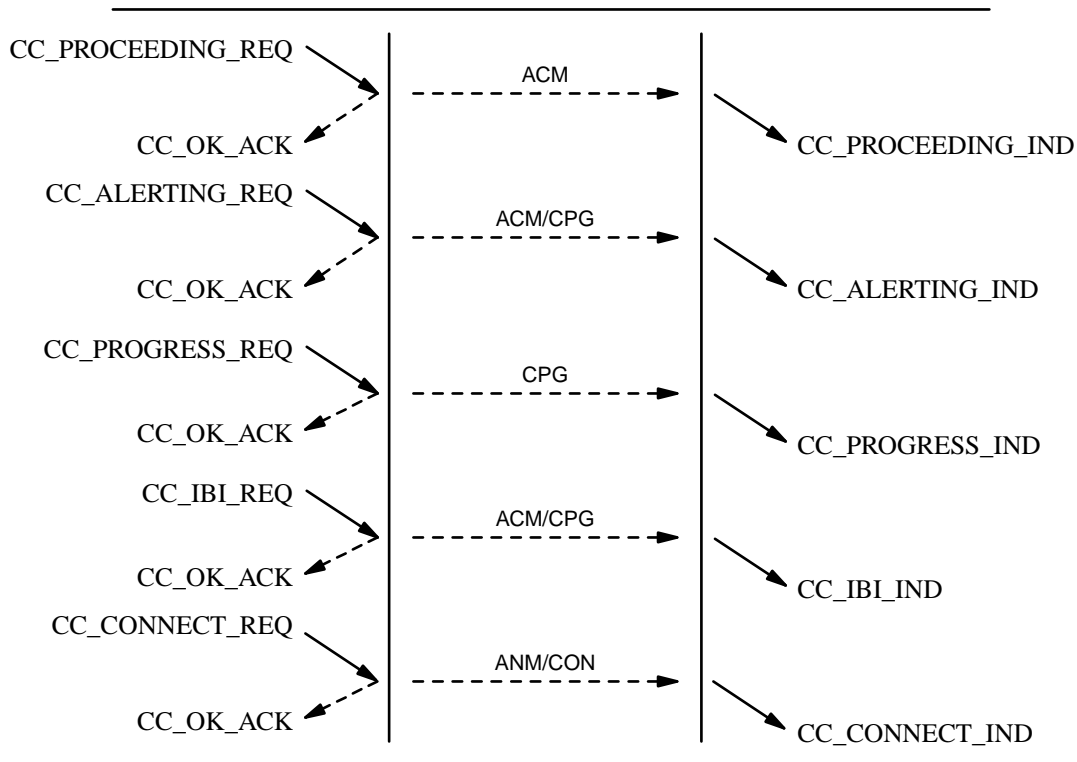 CC_PROCEEDING_REQ
ACM
CC_OK_ACK
CC_PROCEEDING_IND
CC_ALERTING_REQ
ACM/CPG
CC_OK_ACK
CC_ALERTING_IND
CC_PROGRESS_REQ
CPG
CC_OK_ACK
CC_PROGRESS_IND
CC_IBI_REQ
ACM/CPG
CC_OK_ACK
CC_IBI_IND
CC_CONNECT_REQ
ANM/CON
CC_OK_ACK
CC_CONNECT_IND